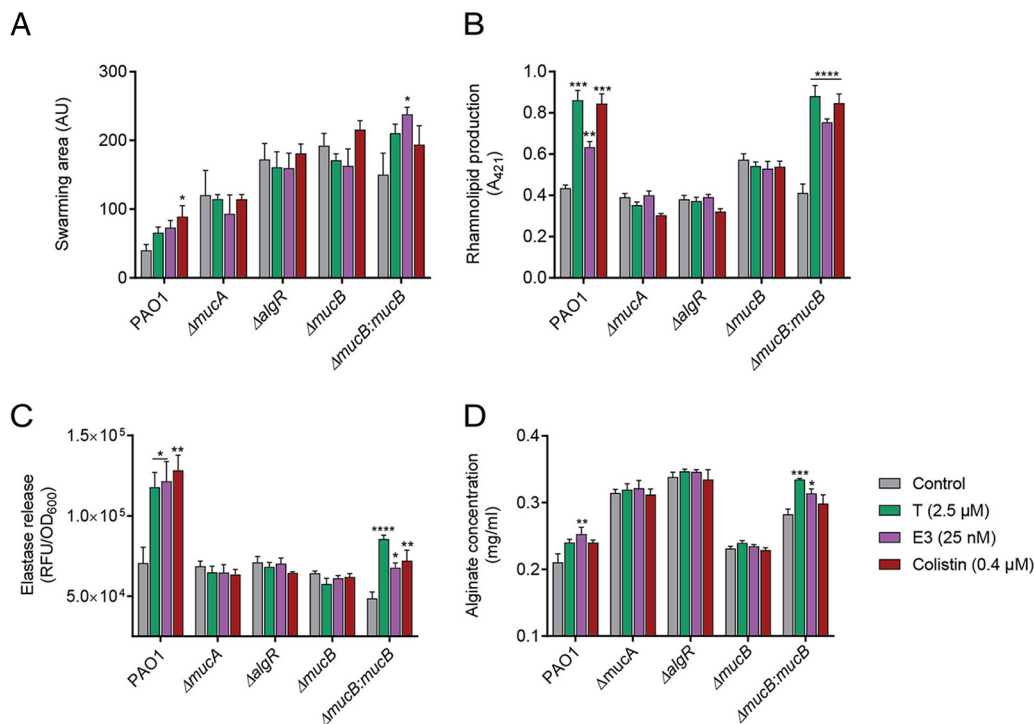 A
Swarming area (AU)
300
200
100
0
*
*
PAO1
ΔmucA
ΔalgR
ΔmucB
ΔmucB:mucB
B
Rhamnolipid production
(A421)
1.0
0.8
0.6
0.4
0.2
0.0
***
**
***
****
PAO1
ΔmucA
ΔalgR
ΔmucB
ΔmucB:mucB
C
Elastase release
(RFU/OD600)
1.5×10⁵
1.0×10⁵
5.0×10⁴
*
**
****
*
**
PAO1
ΔmucA
ΔalgR
ΔmucB
ΔmucB:mucB
D
Alginate concentration
(mg/ml)
0.4
0.3
0.2
0.1
**
***
*
PAO1
ΔmucA
ΔalgR
ΔmucB
ΔmucB:mucB
Control
T (2.5 µM)
E3 (25 nM)
Colistin (0.4 µM)